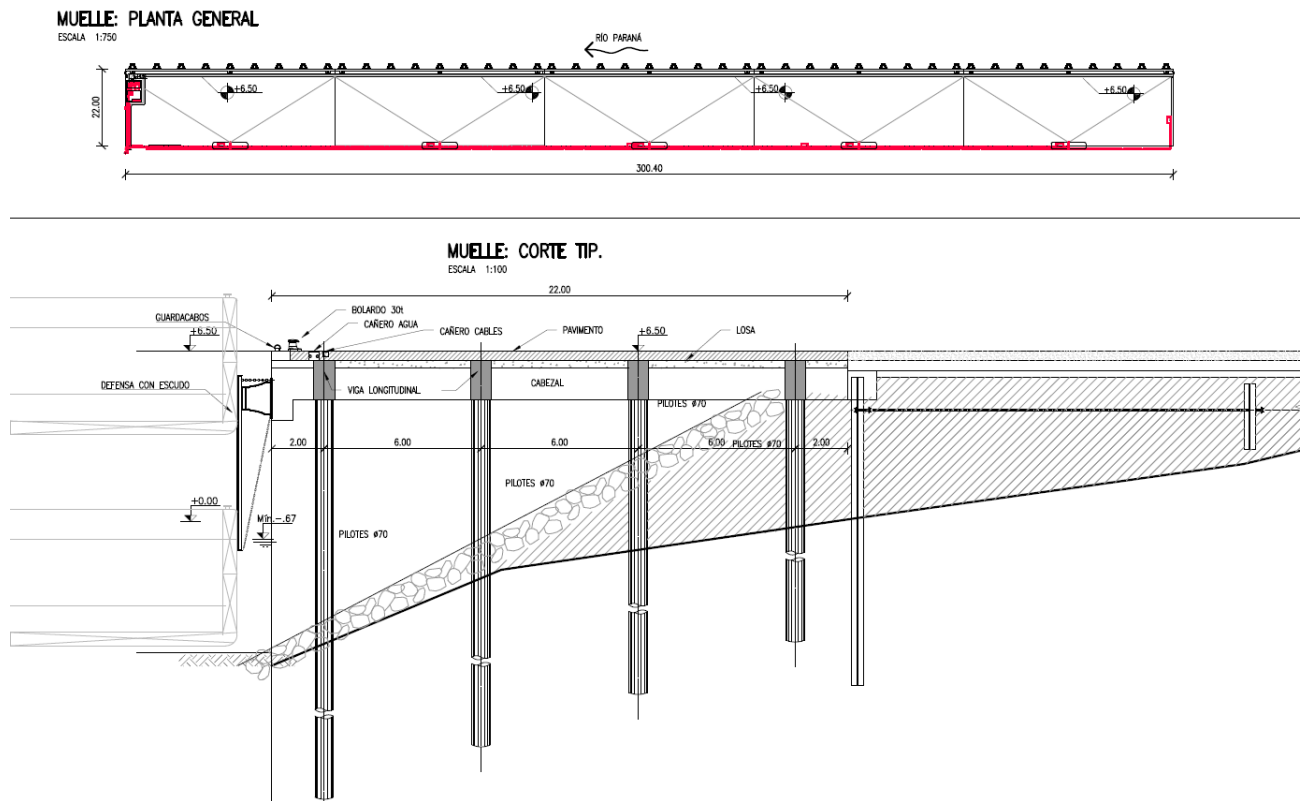 MUELLE: PLANTA GENERAL
ESCALA 1:750
RÍO PARANÁ
22.00
+6.50
+6.50
+6.50
+6.50
300.40
MUELLE: CORTE TIP.
ESCALA 1:100
22.00
GUARDACABOS
BOLARDO 30t
CAÑERO AGUA
CAÑERO CABLES
PAVIMENTO
+6.50
LOSA
+6.50
DEFENSA CON ESCUDO
VIGA LONGITUDINAL
CABEZAL
PILOTES ø70
2.00
6.00
6.00
6.00
PILOTES ø70
2.00
PILOTES ø70
+0.00
Mín.-.67
PILOTES ø70